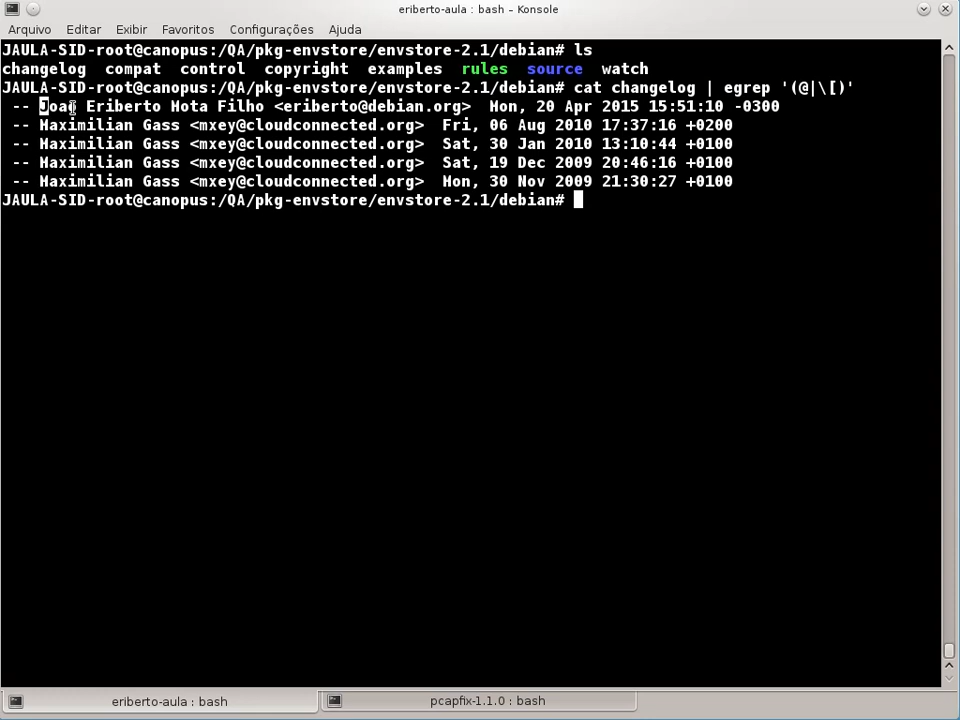 eriberto-aula : bash – Konsole
Arquivo Editar Exibir Favoritos Configurações Ajuda
JAULA-SID-root@canopus:/QA/pkg-envstore/envstore-2.1/debian# ls
changelog compat control copyright examples rules source watch
JAULA-SID-root@canopus:/QA/pkg-envstore/envstore-2.1/debian# cat changelog | egrep '(@|\[)'
-- Joao Eriberto Mota Filho <eriberto@debian.org> Mon, 20 Apr 2015 15:51:10 -0300
-- Maximilian Gass <mxey@cloudconnected.org> Fri, 06 Aug 2010 17:37:16 +0200
-- Maximilian Gass <mxey@cloudconnected.org> Sat, 30 Jan 2010 13:10:44 +0100
-- Maximilian Gass <mxey@cloudconnected.org> Sat, 19 Dec 2009 20:46:16 +0100
-- Maximilian Gass <mxey@cloudconnected.org> Mon, 30 Nov 2009 21:30:27 +0100
JAULA-SID-root@canopus:/QA/pkg-envstore/envstore-2.1/debian#
eriberto-aula : bash
pcapfix-1.1.0 : bash